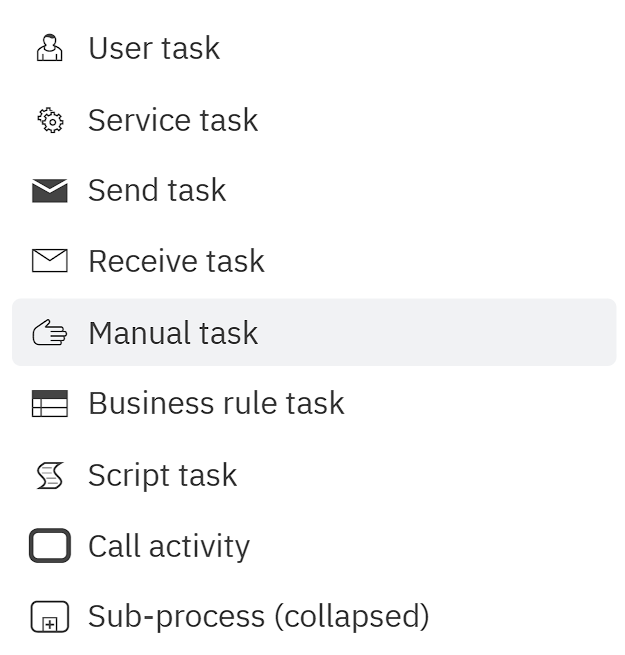 User task
Service task
Send task
Receive task
Manual task
Business rule task
Script task
Call activity
Sub-process (collapsed)